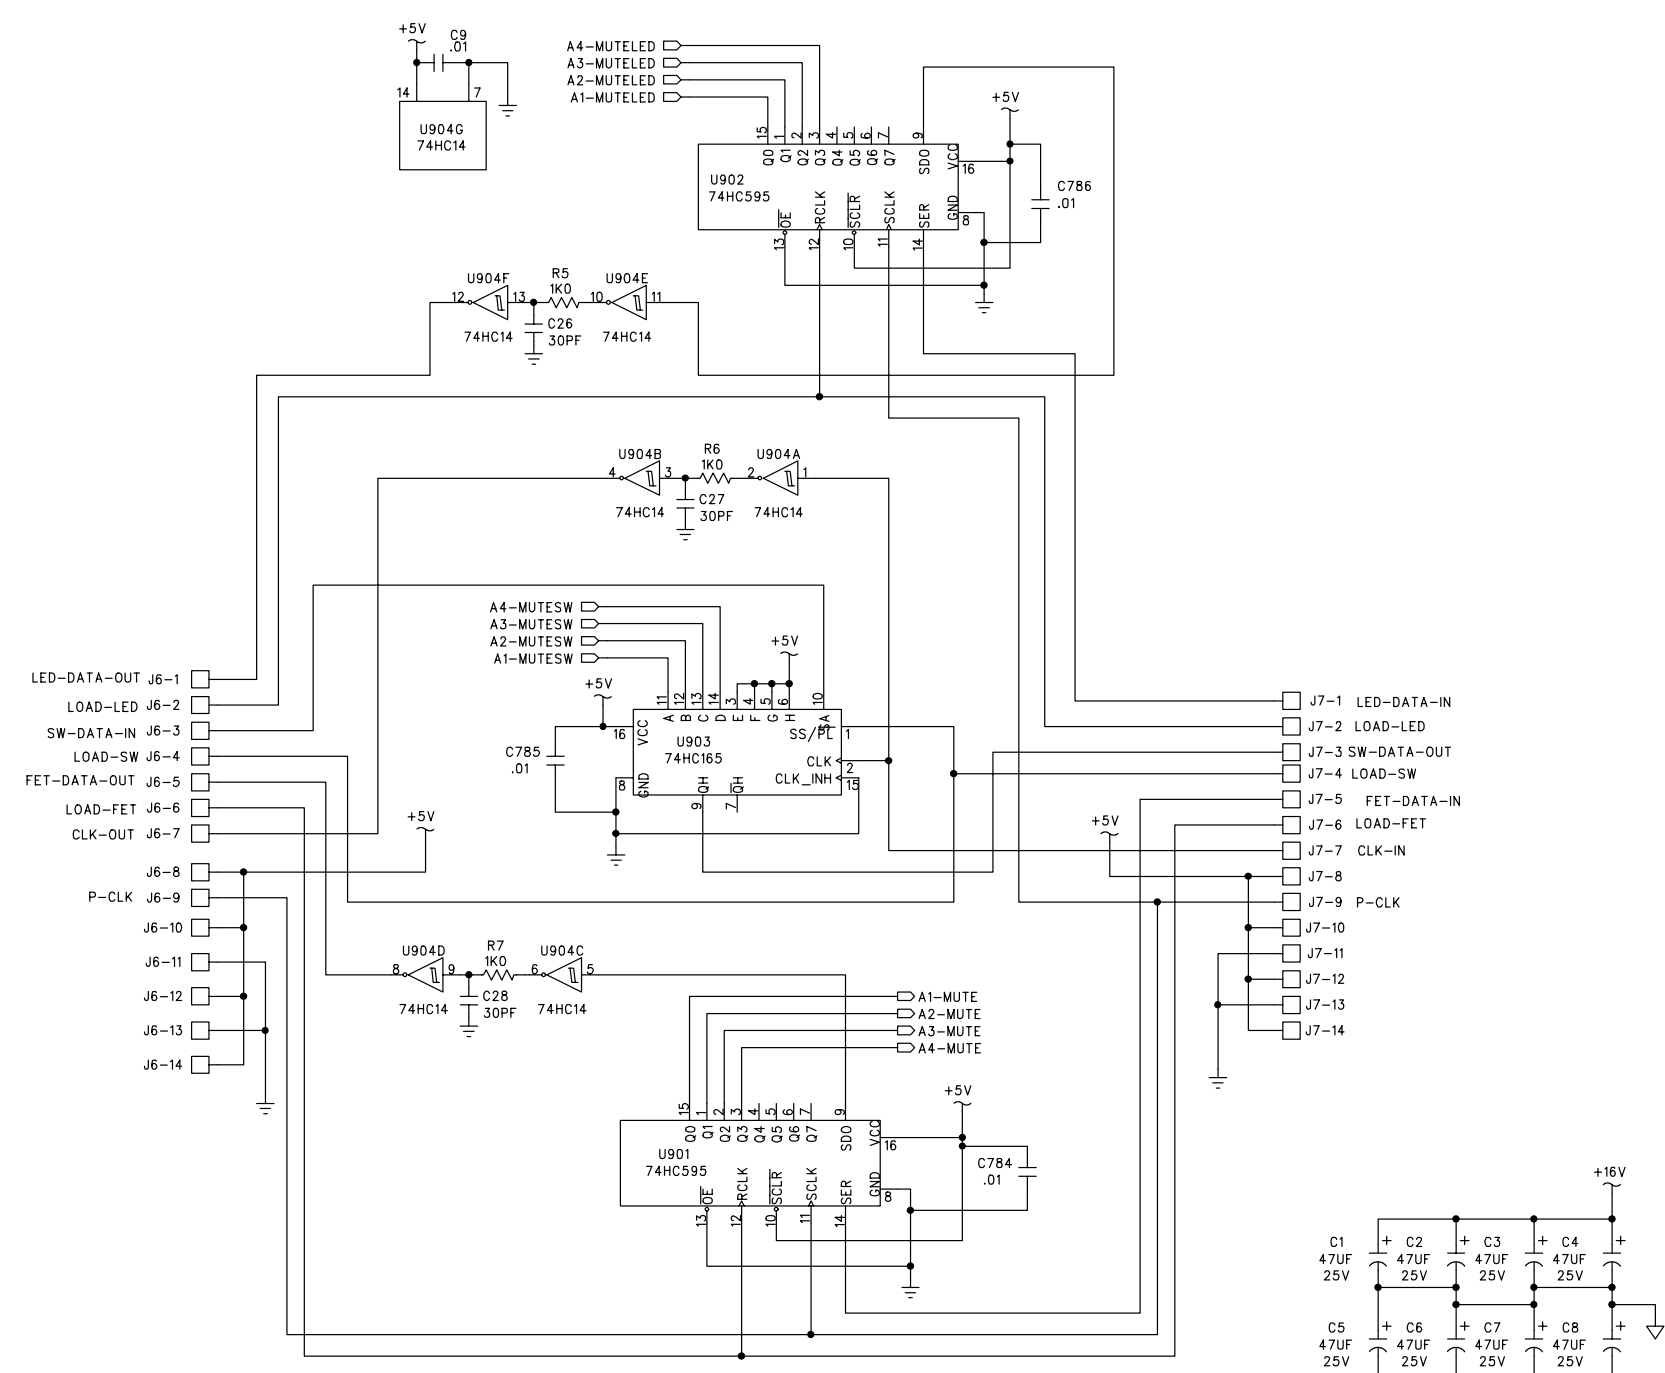 +5V
C9
.01
14
7
U904G
74HC14
A4-MUTELED
A3-MUTELED
A2-MUTELED
A1-MUTELED
+5V
15 1 2 3 4 5 6 7 9
Q0 Q1 Q2 Q3 Q4 Q5 Q6 Q7 SDO VCC
16
U902
74HC595
C786
.01
OE RCLK SCLR SCLK SER GND
8
13 12 10 11 14
U904F R5 U904E
1K0
12 13 10 11
C26
30PF
74HC14 74HC14
U904B R6 U904A
1K0
4 3 2 1
C27
30PF
74HC14 74HC14
A4-MUTESW
A3-MUTESW
A2-MUTESW
A1-MUTESW
+5V
+5V
11 12 13 14 3 4 5 6 10
A B C D E F G H SA
16 VCC
U903
74HC165
SS/PL 1
CLK 2
CLK_INH 15
C785
.01
8 GND QH QH
9 7
LED-DATA-OUT J6-1
LOAD-LED J6-2
SW-DATA-IN J6-3
LOAD-SW J6-4
FET-DATA-OUT J6-5
LOAD-FET J6-6
CLK-OUT J6-7
+5V
J6-8
P-CLK J6-9
J6-10
J6-11
J6-12
J6-13
J6-14
J7-1 LED-DATA-IN
J7-2 LOAD-LED
J7-3 SW-DATA-OUT
J7-4 LOAD-SW
J7-5 FET-DATA-IN
+5V
J7-6 LOAD-FET
J7-7 CLK-IN
J7-8
J7-9 P-CLK
J7-10
J7-11
J7-12
J7-13
J7-14
U904D R7 U904C
1K0
8 9 6 5
C28
30PF
74HC14 74HC14
A1-MUTE
A2-MUTE
A3-MUTE
A4-MUTE
+5V
15 1 2 3 4 5 6 7 9
Q0 Q1 Q2 Q3 Q4 Q5 Q6 Q7 SDO VCC
16
U901
74HC595
C784
.01
OE RCLK SCLR SCLK SER GND
8
13 12 10 11 14
+16V
C1 + C2 + C3 + C4 +
47UF 47UF 47UF 47UF
25V 25V 25V 25V
C5 + C6 + C7 + C8 +
47UF 47UF 47UF 47UF
25V 25V 25V 25V